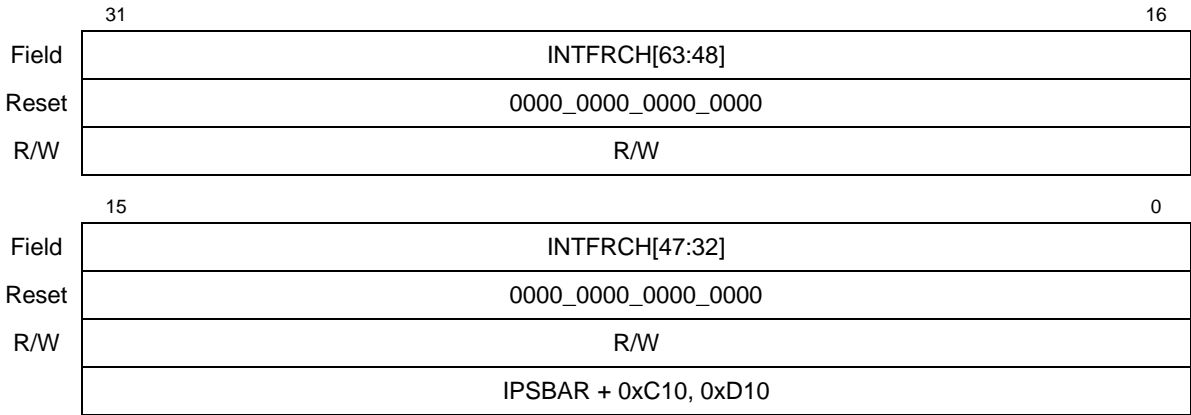 31 16
Field INTFRCH[63:48]
Reset 0000_0000_0000_0000
R/W R/W
15 0
Field INTFRCH[47:32]
Reset 0000_0000_0000_0000
R/W R/W
IPSBAR + 0xC10, 0xD10